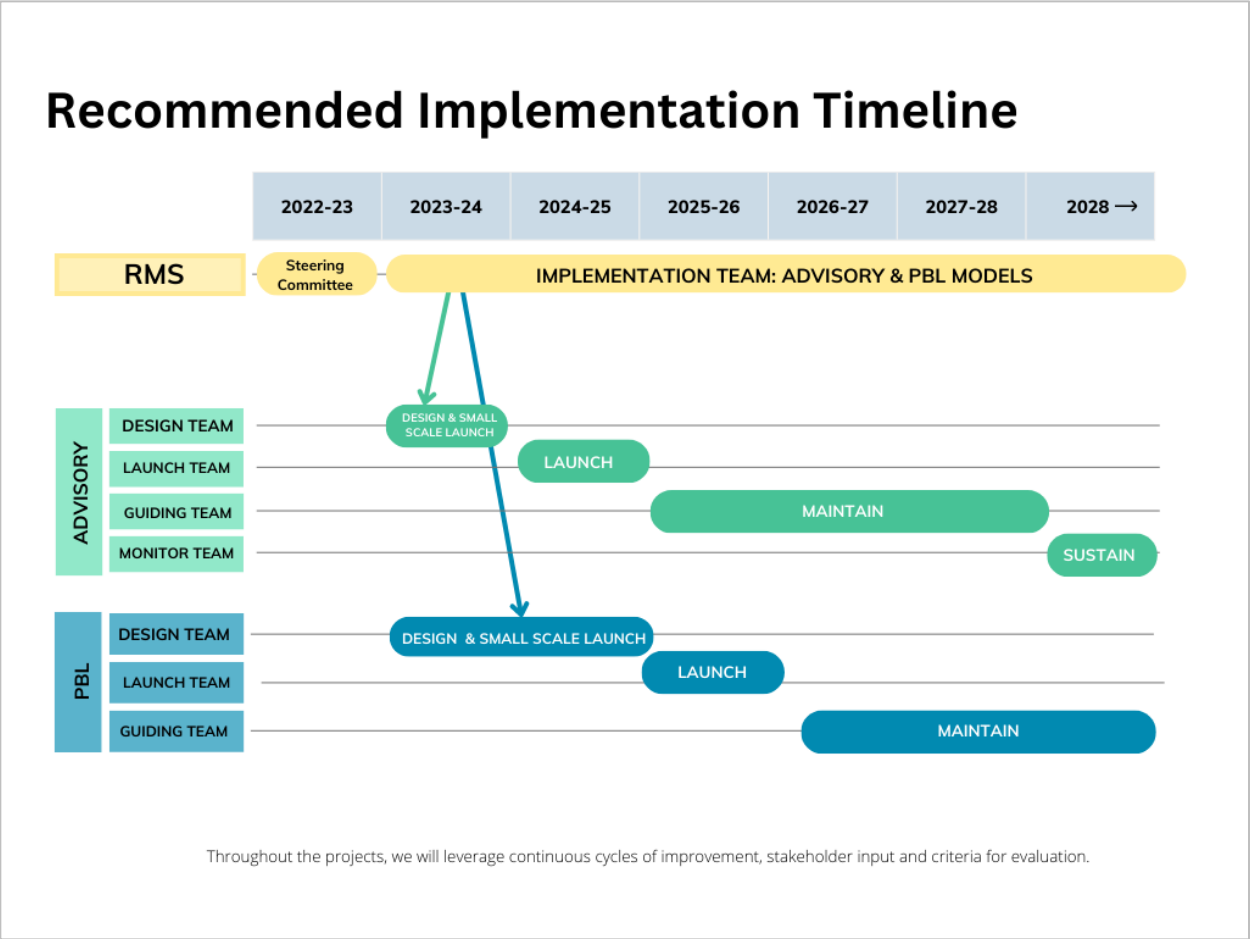 Recommended Implementation Timeline
2022-23 2023-24 2024-25 2025-26 2026-27 2027-28 2028 →
RMS
Steering
Committee
IMPLEMENTATION TEAM: ADVISORY & PBL MODELS
ADVISORY
DESIGN TEAM
DESIGN & SMALL
SCALE LAUNCH
LAUNCH TEAM
LAUNCH
GUIDING TEAM
MAINTAIN
MONITOR TEAM
SUSTAIN
PBL
DESIGN TEAM
DESIGN & SMALL SCALE LAUNCH
LAUNCH TEAM
LAUNCH
GUIDING TEAM
MAINTAIN
Throughout the projects, we will leverage continuous cycles of improvement, stakeholder input and criteria for evaluation.